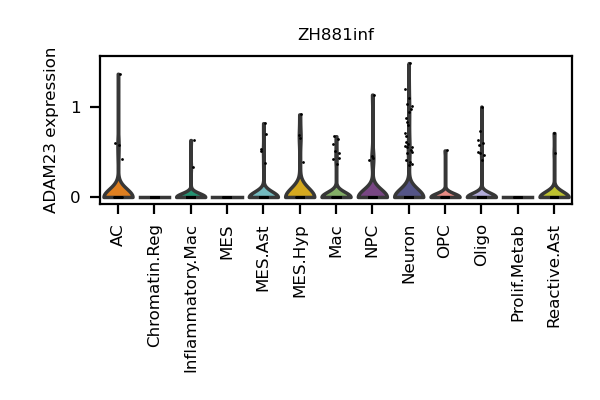 ZH881inf
ADAM23 expression
1
0
AC
Chromatin.Reg
Inflammatory.Mac
MES
MES.Ast
MES.Hyp
Mac
NPC
Neuron
OPC
Oligo
Prolif.Metab
Reactive.Ast